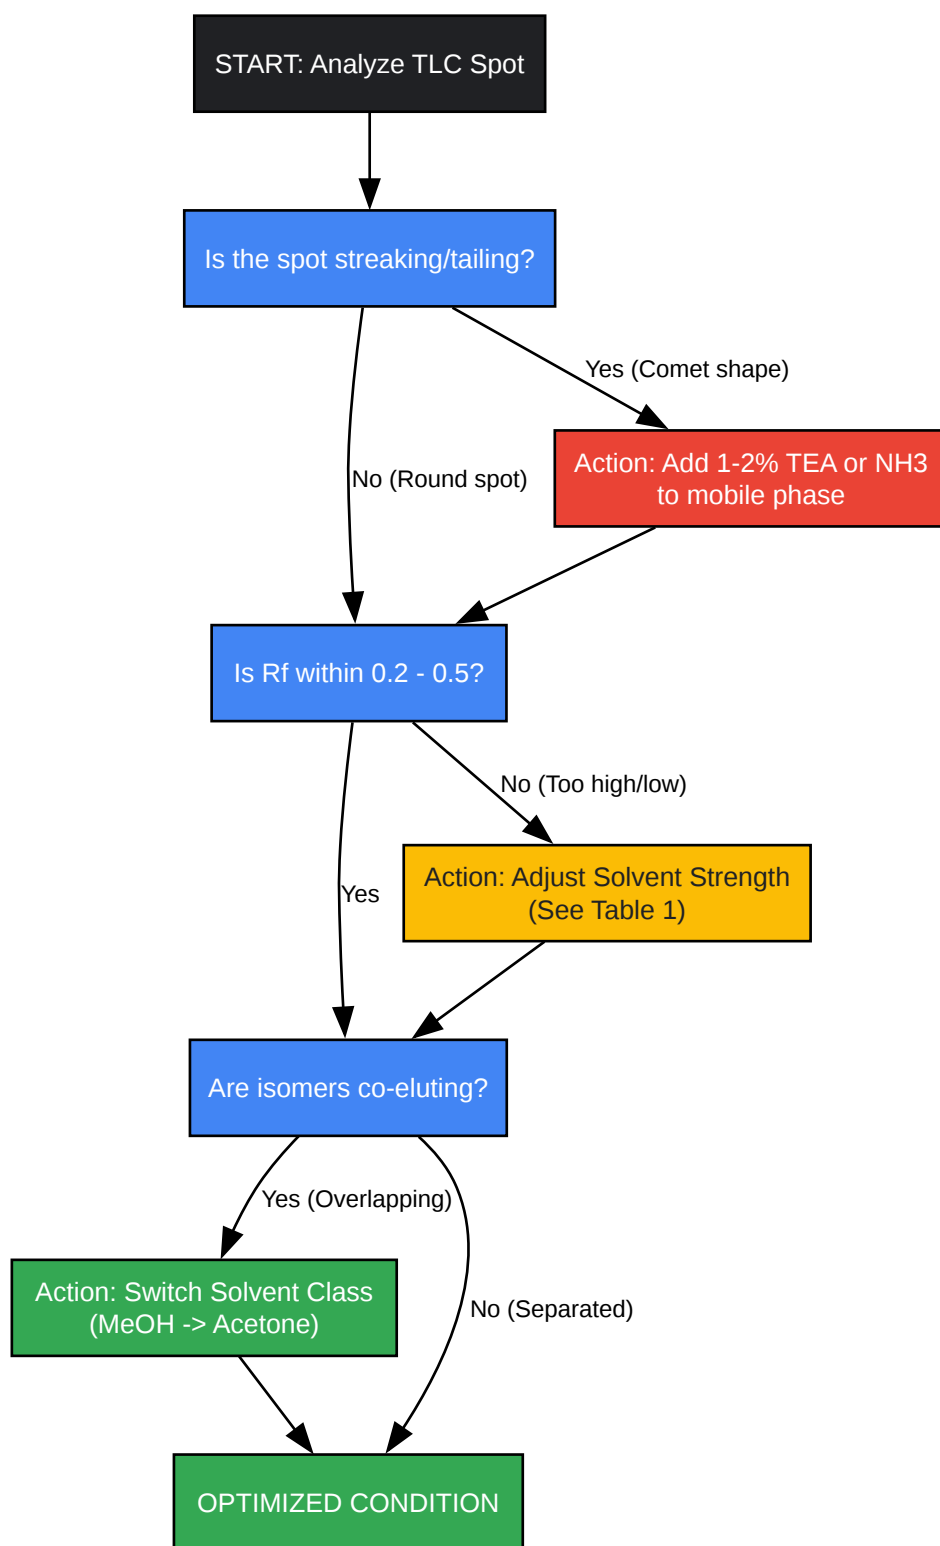 START: Analyze TLC Spot
Is the spot streaking/tailing?
Yes (Comet shape)
Action: Add 1-2% TEA or NH3
to mobile phase
No (Round spot)
Is Rf within 0.2 - 0.5?
No (Too high/low)
Action: Adjust Solvent Strength
(See Table 1)
Yes
Are isomers co-eluting?
Yes (Overlapping)
Action: Switch Solvent Class
(MeOH -> Acetone)
No (Separated)
OPTIMIZED CONDITION